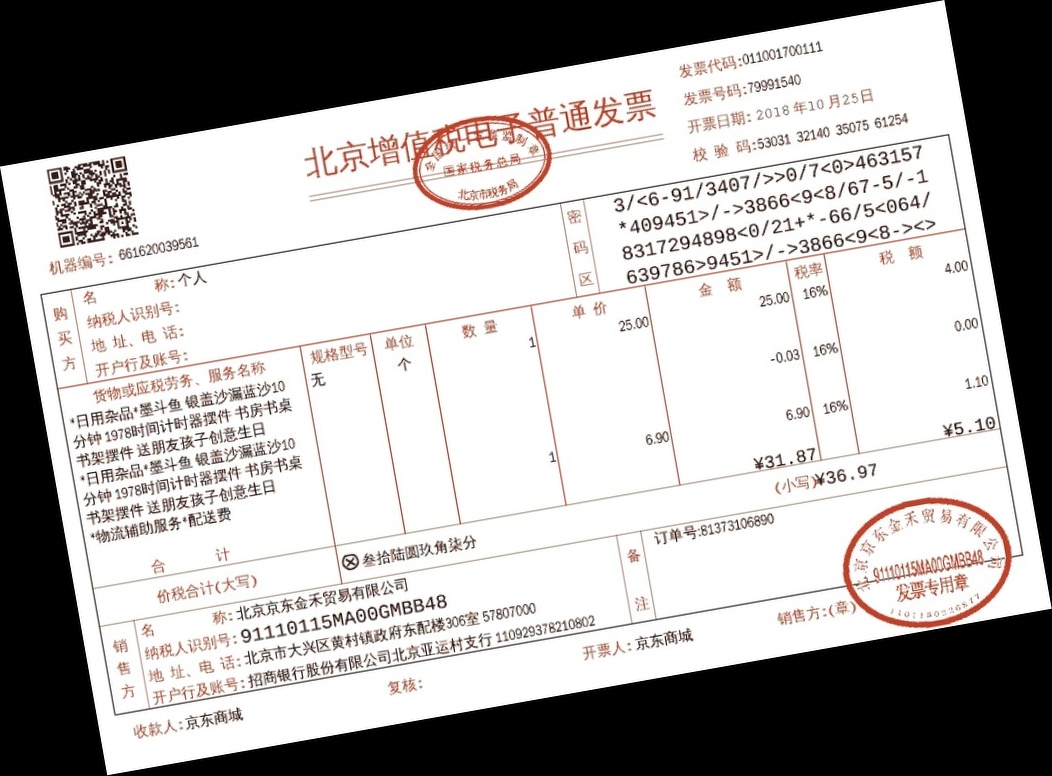 北京增值税电子普通发票
国家税务总局
北京市税务局
发票代码:011001700111
发票号码:79991540
开票日期: 2018 年10 月25日
校 验 码:53031 32140 35075 61254
机器编号: 661620039561
购买方
名 称:个人
纳税人识别号:
地 址、电 话:
开户行及账号:
密码区
3/<6-91/3407/>>0/7<0>463157
*409451>/->3866<9<8/67-5/-1
8317294898<0/21+*-66/5<064/
639786>9451>/->3866<9<8-><>
货物或应税劳务、服务名称 规格型号 单位 数 量 单 价 金 额 税率 税 额
*日用杂品*墨斗鱼 银盖沙漏蓝沙10 无 个 1 25.00 25.00 16% 4.00
分钟 1978时间计时器摆件 书房书桌
书架摆件 送朋友孩子创意生日
*日用杂品*墨斗鱼 银盖沙漏蓝沙10 -0.03 16% 0.00
分钟 1978时间计时器摆件 书房书桌
书架摆件 送朋友孩子创意生日
*物流辅助服务*配送费 1 6.90 6.90 16% 1.10
合 计 ¥31.87 ¥5.10
价税合计(大写) ⊗叁拾陆圆玖角柒分 (小写)¥36.97
销售方
名 称:北京京东金禾贸易有限公司
纳税人识别号:91110115MA00GMBB48
地 址、电 话:北京市大兴区黄村镇政府东配楼306室 57807000
开户行及账号:招商银行股份有限公司北京亚运村支行 110929378210802
备注
订单号:81373106890
收款人:京东商城
复核:
开票人:京东商城
销售方:(章)
北京京东金禾贸易有限公司
91110115MA00GMBB48
发票专用章